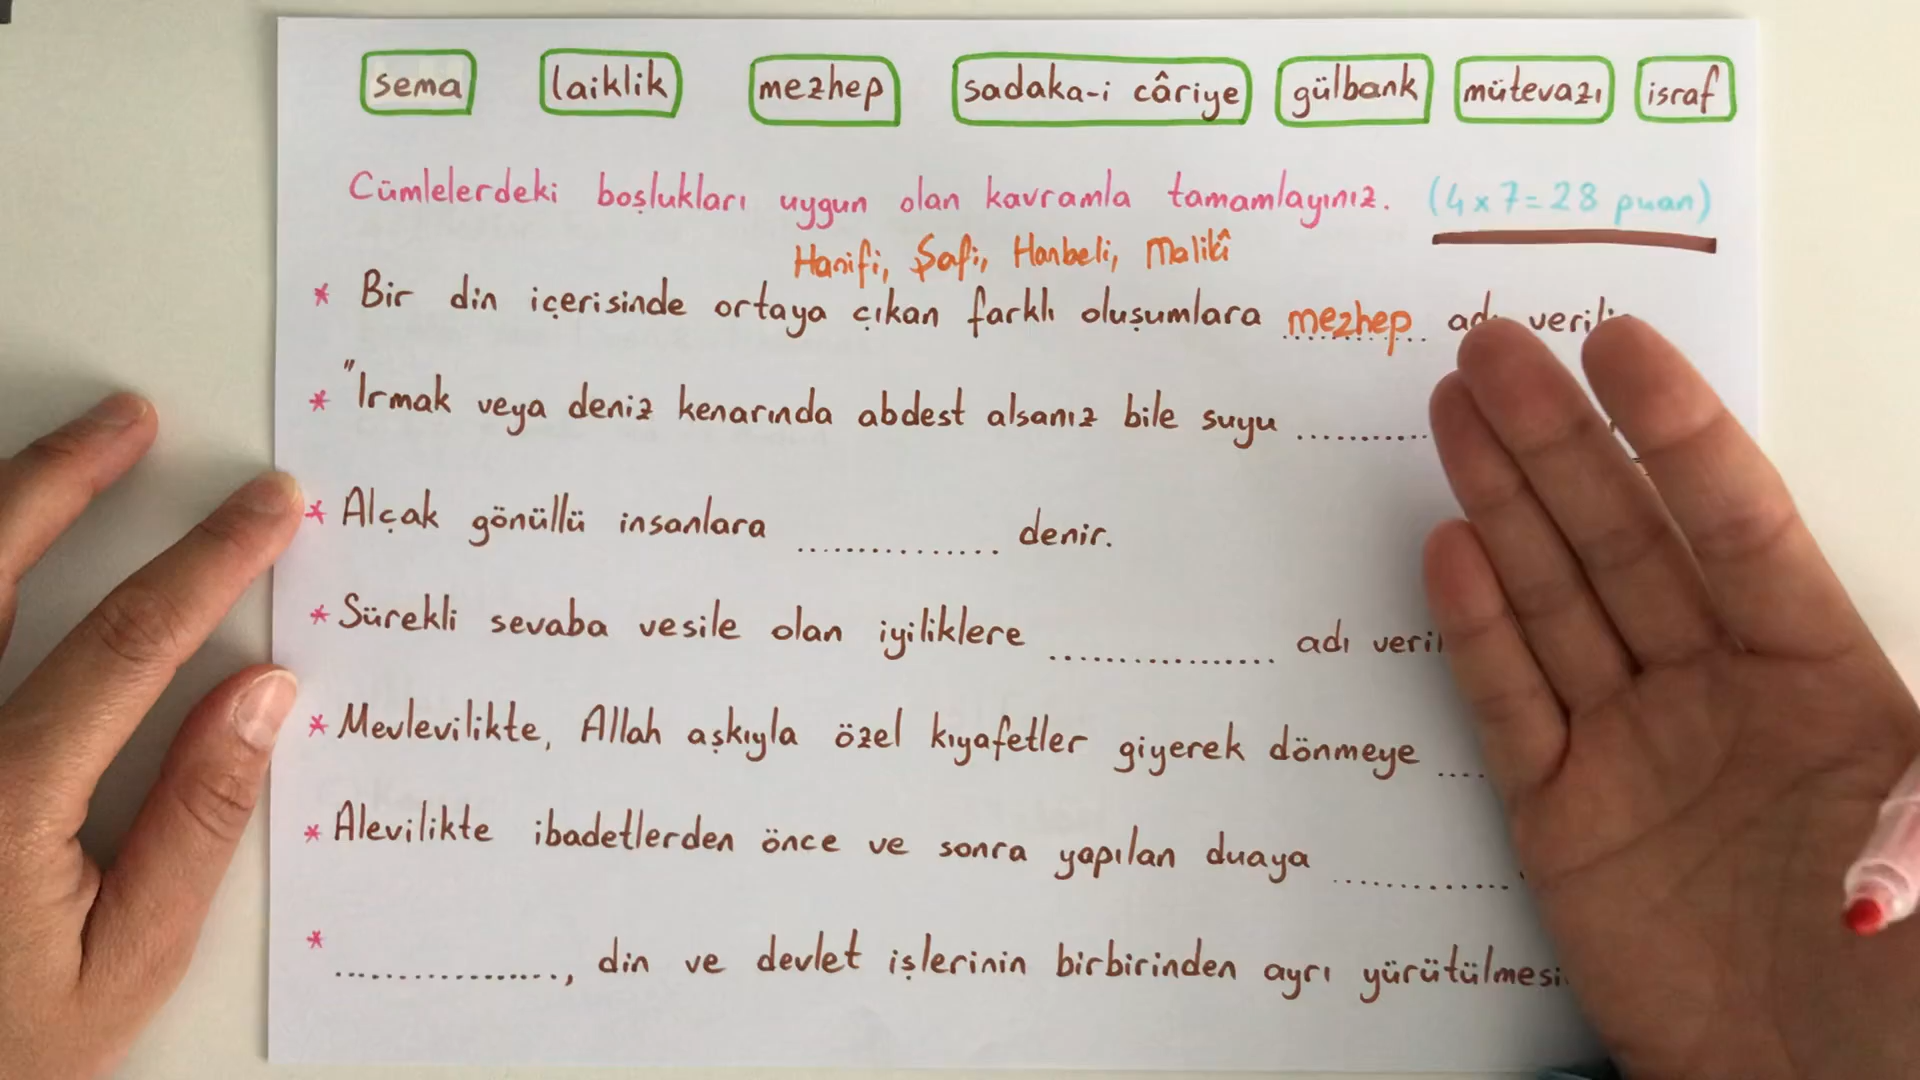 sema laiklik mezhep sadaka-i câriye gülbank mütevazı israf
Cümlelerdeki boşlukları uygun olan kavramla tamamlayınız. (4x7=28 puan)
Hanifi, Şafi, Hanbeli, Malikî
* Bir din içerisinde ortaya çıkan farklı oluşumlara mezhep adı
* "Irmak veya deniz kenarında abdest alsanız bile suyu ..........
* Alçak gönüllü insanlara ............... denir.
* Sürekli sevaba vesile olan iyiliklere ................. adı
* Mevlevilikte, Allah aşkıyla özel kıyafetler giyerek dönmeye ....
* Alevilikte ibadetlerden önce ve sonra yapılan duaya .............
* ................., din ve devlet işlerinin birbirinden ayrı